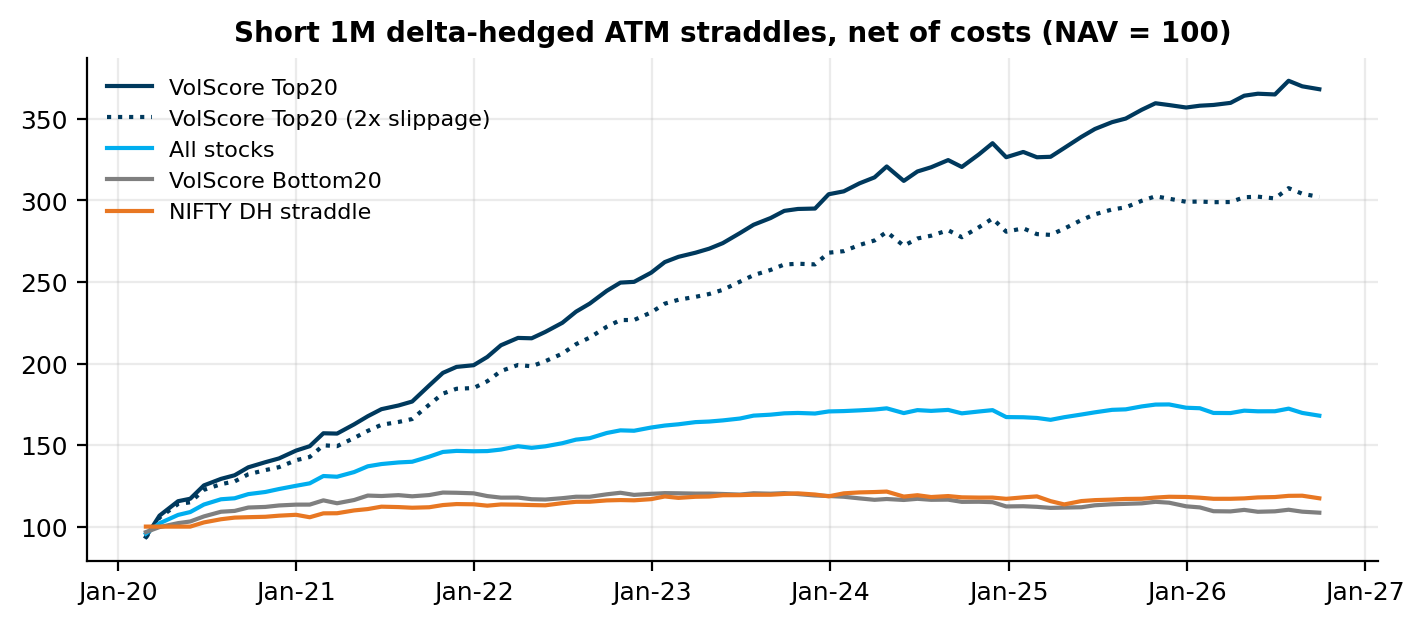 Short 1M delta-hedged ATM straddles, net of costs (NAV = 100)
VolScore Top20
VolScore Top20 (2x slippage)
All stocks
VolScore Bottom20
NIFTY DH straddle
350
300
250
200
150
100
Jan-20 Jan-21 Jan-22 Jan-23 Jan-24 Jan-25 Jan-26 Jan-27